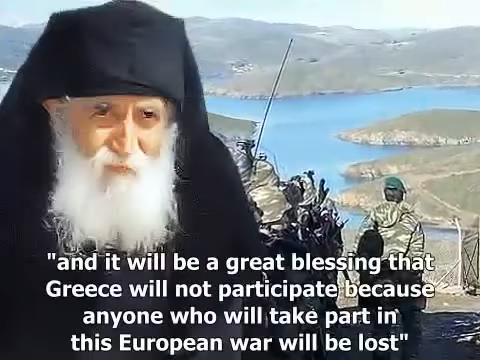 "and it will be a great blessing that
Greece will not participate because
anyone who will take part in
this European war will be lost"